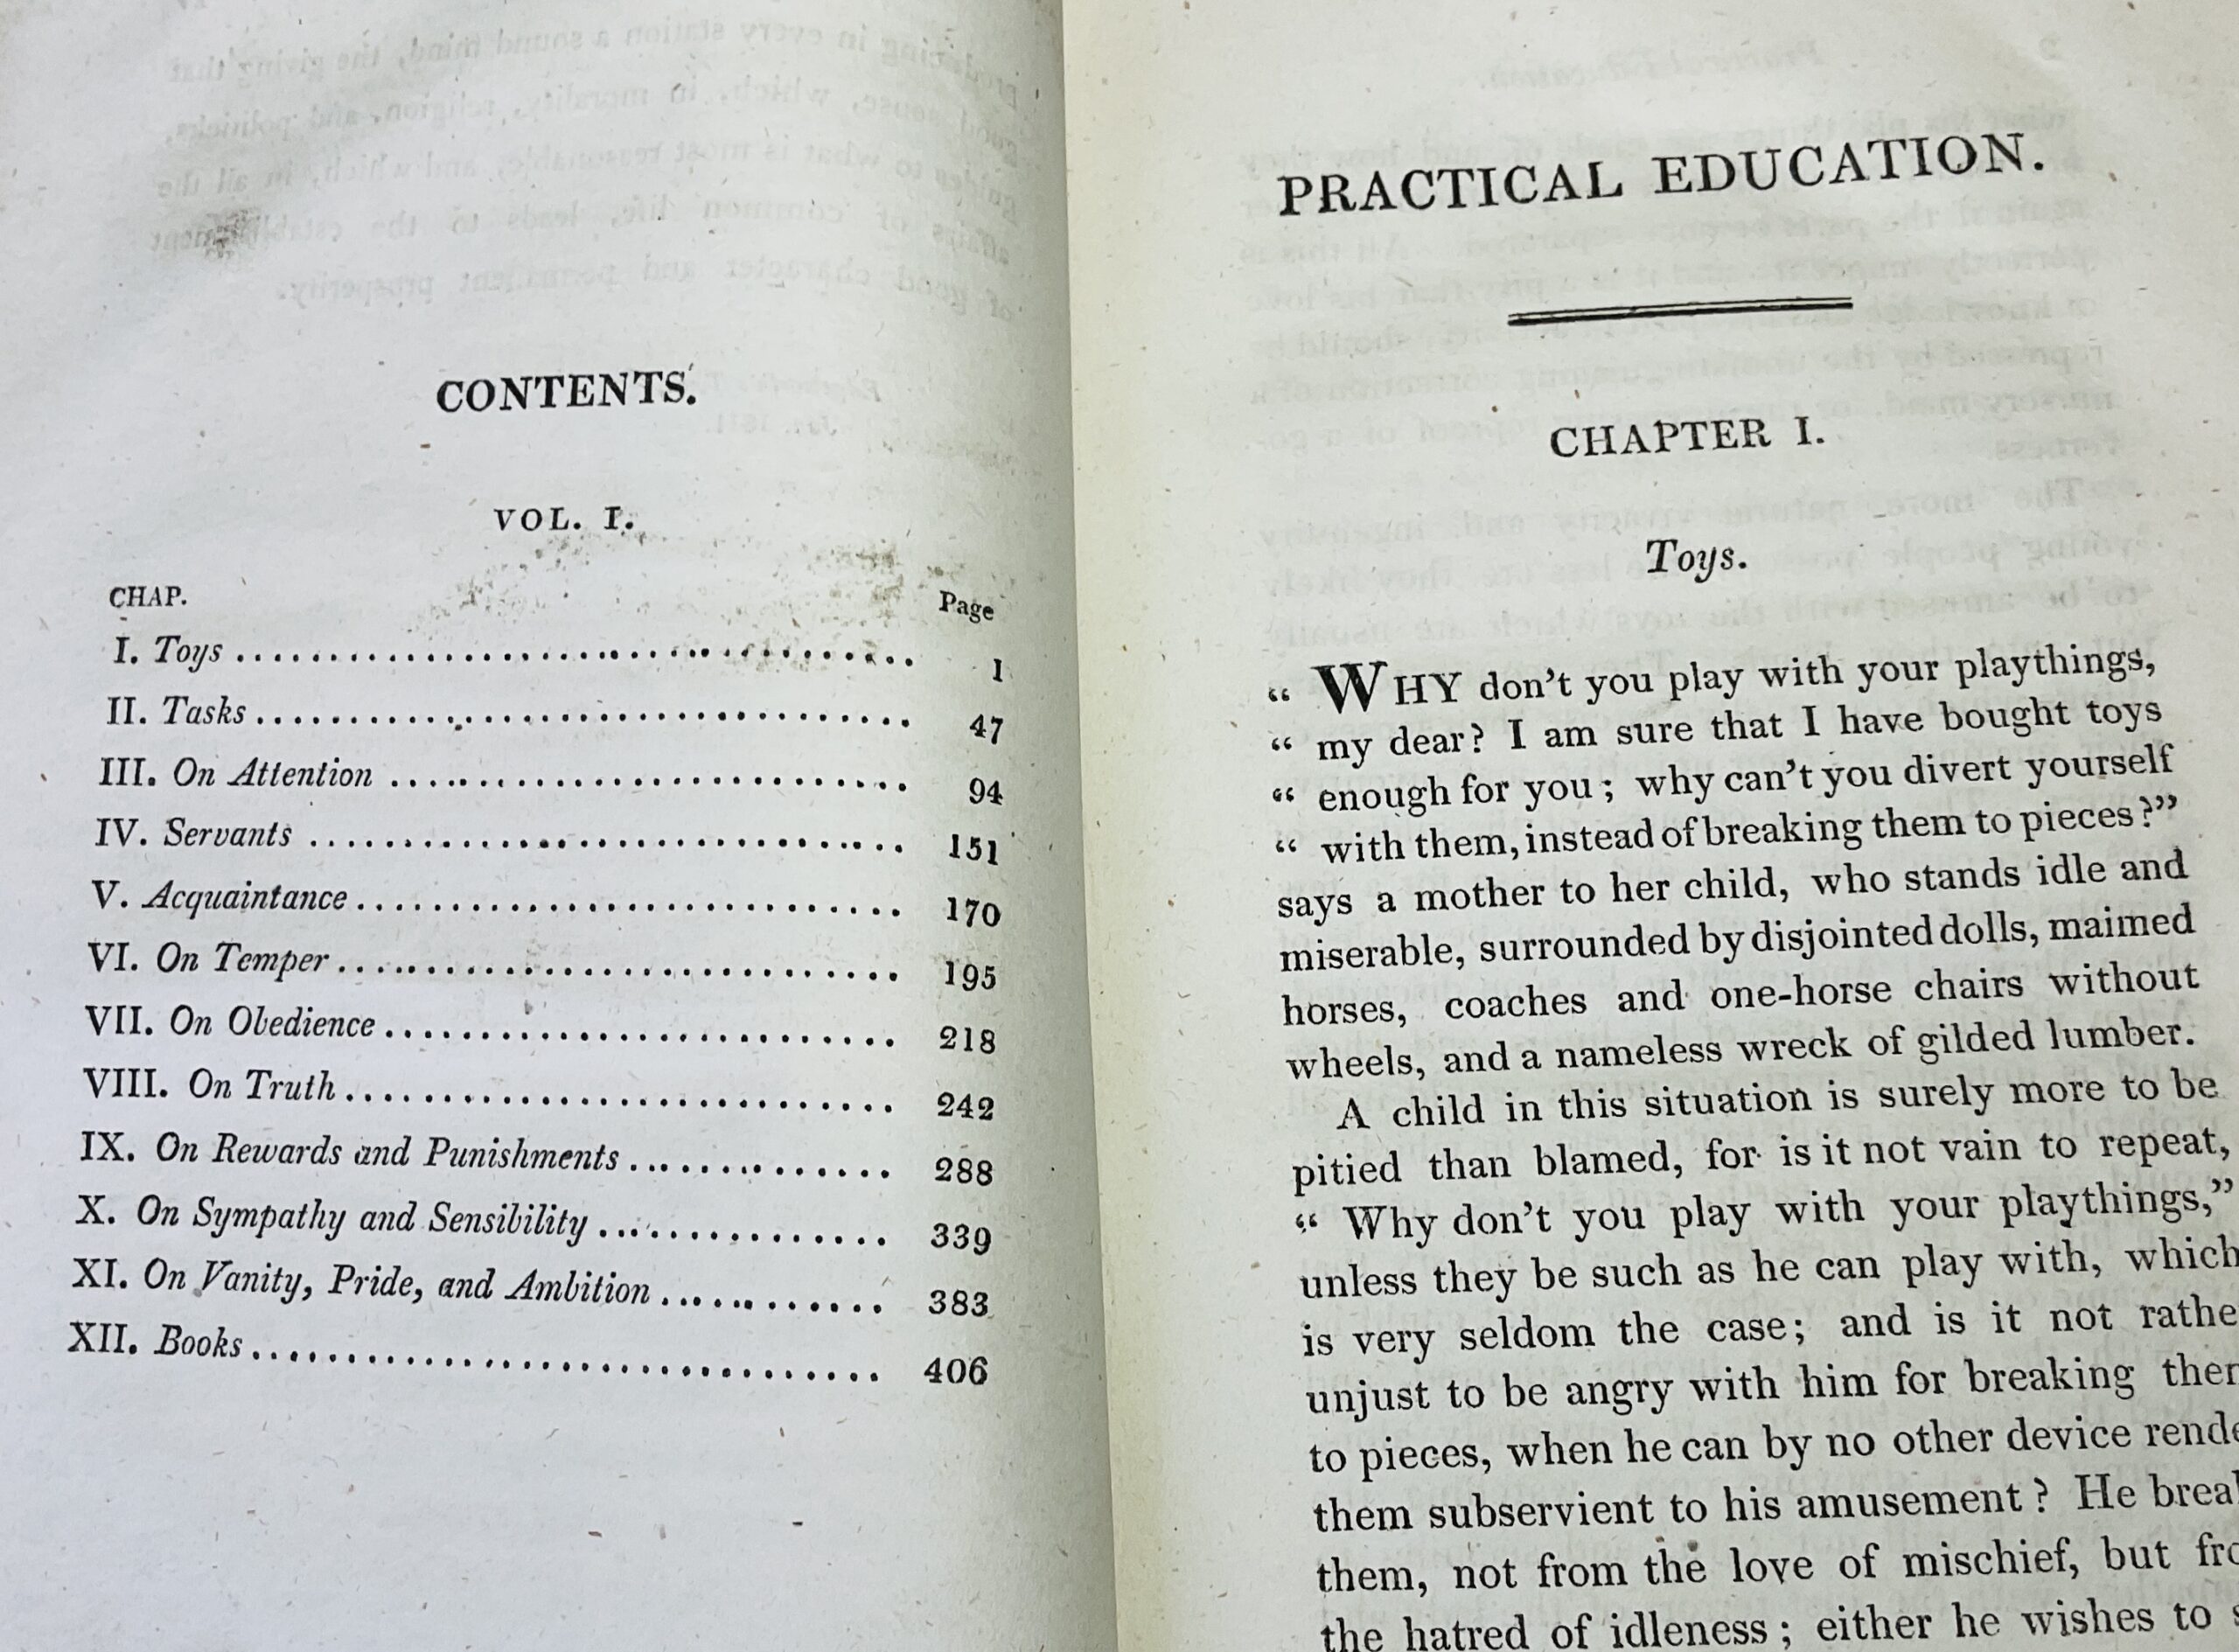 CONTENTS.
VOL. I.
CHAP. Page
I. Toys ........................................ 1
II. Tasks ........................................ 47
III. On Attention ................................ 94
IV. Servants ................................ 151
V. Acquaintance ................................ 170
VI. On Temper ................................ 195
VII. On Obedience ............................ 218
VIII. On Truth ................................ 242
IX. On Rewards and Punishments .............. 288
X. On Sympathy and Sensibility .............. 339
XI. On Vanity, Pride, and Ambition ............ 383
XII. Books .................................... 406
PRACTICAL EDUCATION.
CHAPTER I.
Toys.
“ WHY don’t you play with your playthings,
“ my dear? I am sure that I have bought toys
“ enough for you ; why can’t you divert yourself
“ with them, instead of breaking them to pieces?”
says a mother to her child, who stands idle and
miserable, surrounded by disjointed dolls, maimed
horses, coaches and one-horse chairs without
wheels, and a nameless wreck of gilded lumber.
A child in this situation is surely more to be
pitied than blamed, for is it not vain to repeat,
“ Why don’t you play with your playthings,”
unless they be such as he can play with, which
is very seldom the case; and is it not rathe
unjust to be angry with him for breaking ther
to pieces, when he can by no other device rende
them subservient to his amusement ? He brea
them, not from the love of mischief, but fro
the hatred of idleness ; either he wishes to